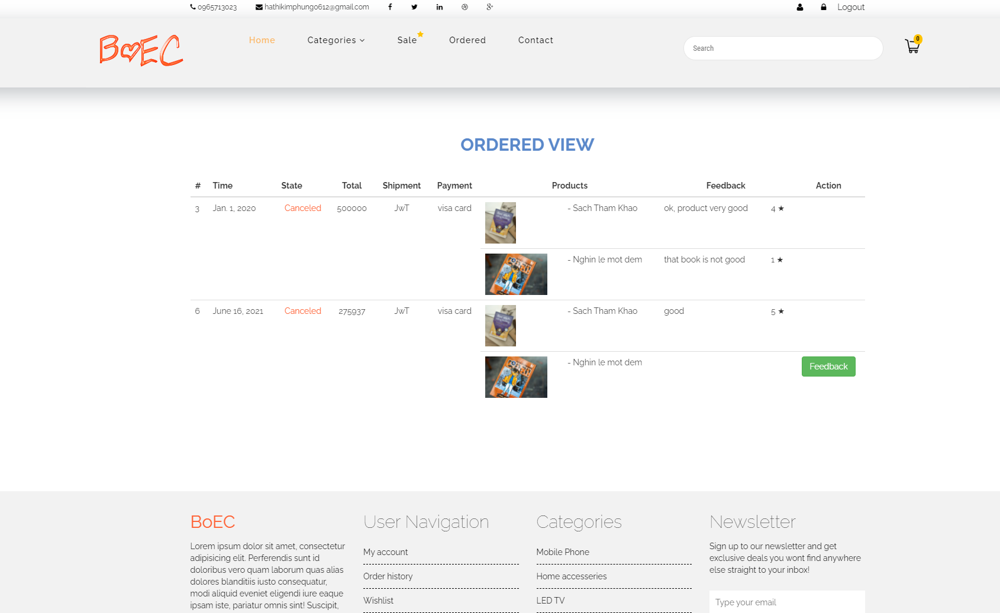 0965713023 hathikimphung0612@gmail.com Logout
BoEC
Home Categories Sale Ordered Contact
Search
0
ORDERED VIEW
# Time State Total Shipment Payment Products Feedback Action
3 Jan. 1, 2020 Canceled 500000 JwT visa card - Sach Tham Khao ok, product very good 4 ★
- Nghin le mot dem that book is not good 1 ★
6 June 16, 2021 Canceled 275937 JwT visa card - Sach Tham Khao good 5 ★
- Nghin le mot dem Feedback
BoEC
Lorem ipsum dolor sit amet, consectetur
adipisicing elit. Perferendis sunt id
doloribus vero quam laborum quas alias
dolores blanditiis iusto consequatur,
modi aliquid eveniet eligendi iure eaque
ipsam iste, pariatur omnis sint! Suscipit,
User Navigation
My account
Order history
Wishlist
Categories
Mobile Phone
Home accesseries
LED TV
Newsletter
Sign up to our newsletter and get
exclusive deals you wont find anywhere
else straight to your inbox!
Type your email